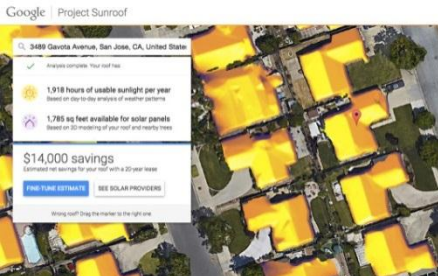 Google Project Sunroof
3489 Gavota Avenue, San Jose, CA, United States
Analysis complete. Your roof has:
1,918 hours of usable sunlight per year
Based on day-to-day analysis of weather patterns
1,785 sq feet available for solar panels
Based on 3D modeling of your roof and nearby trees
$14,000 savings
Estimated net savings for your roof with a 20-year lease
FINE-TUNE ESTIMATE SEE SOLAR PROVIDERS
Wrong roof? Drag the marker to the right one.